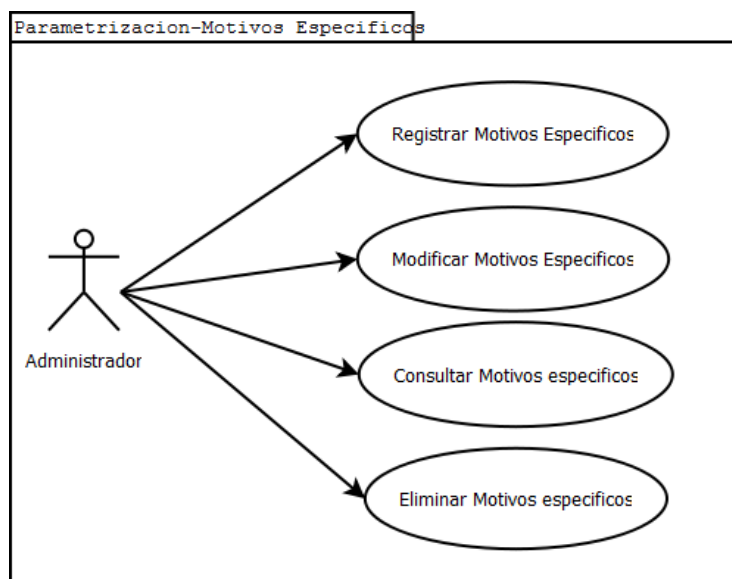 Parametrizacion-Motivos Especificos
Registrar Motivos Especificos
Modificar Motivos Especificos
Administrador
Consultar Motivos especificos
Eliminar Motivos especificos